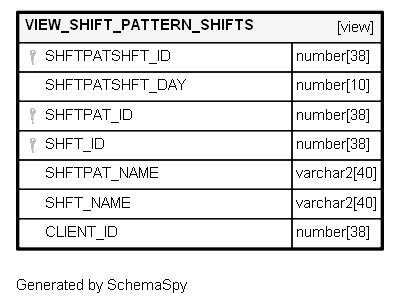 VIEW_SHIFT_PATTERN_SHIFTS [view]
SHFTPATSHFT_ID number[38]
SHFTPATSHFT_DAY number[10]
SHFTPAT_ID number[38]
SHFT_ID number[38]
SHFTPAT_NAME varchar2[40]
SHFT_NAME varchar2[40]
CLIENT_ID number[38]
Generated by SchemaSpy